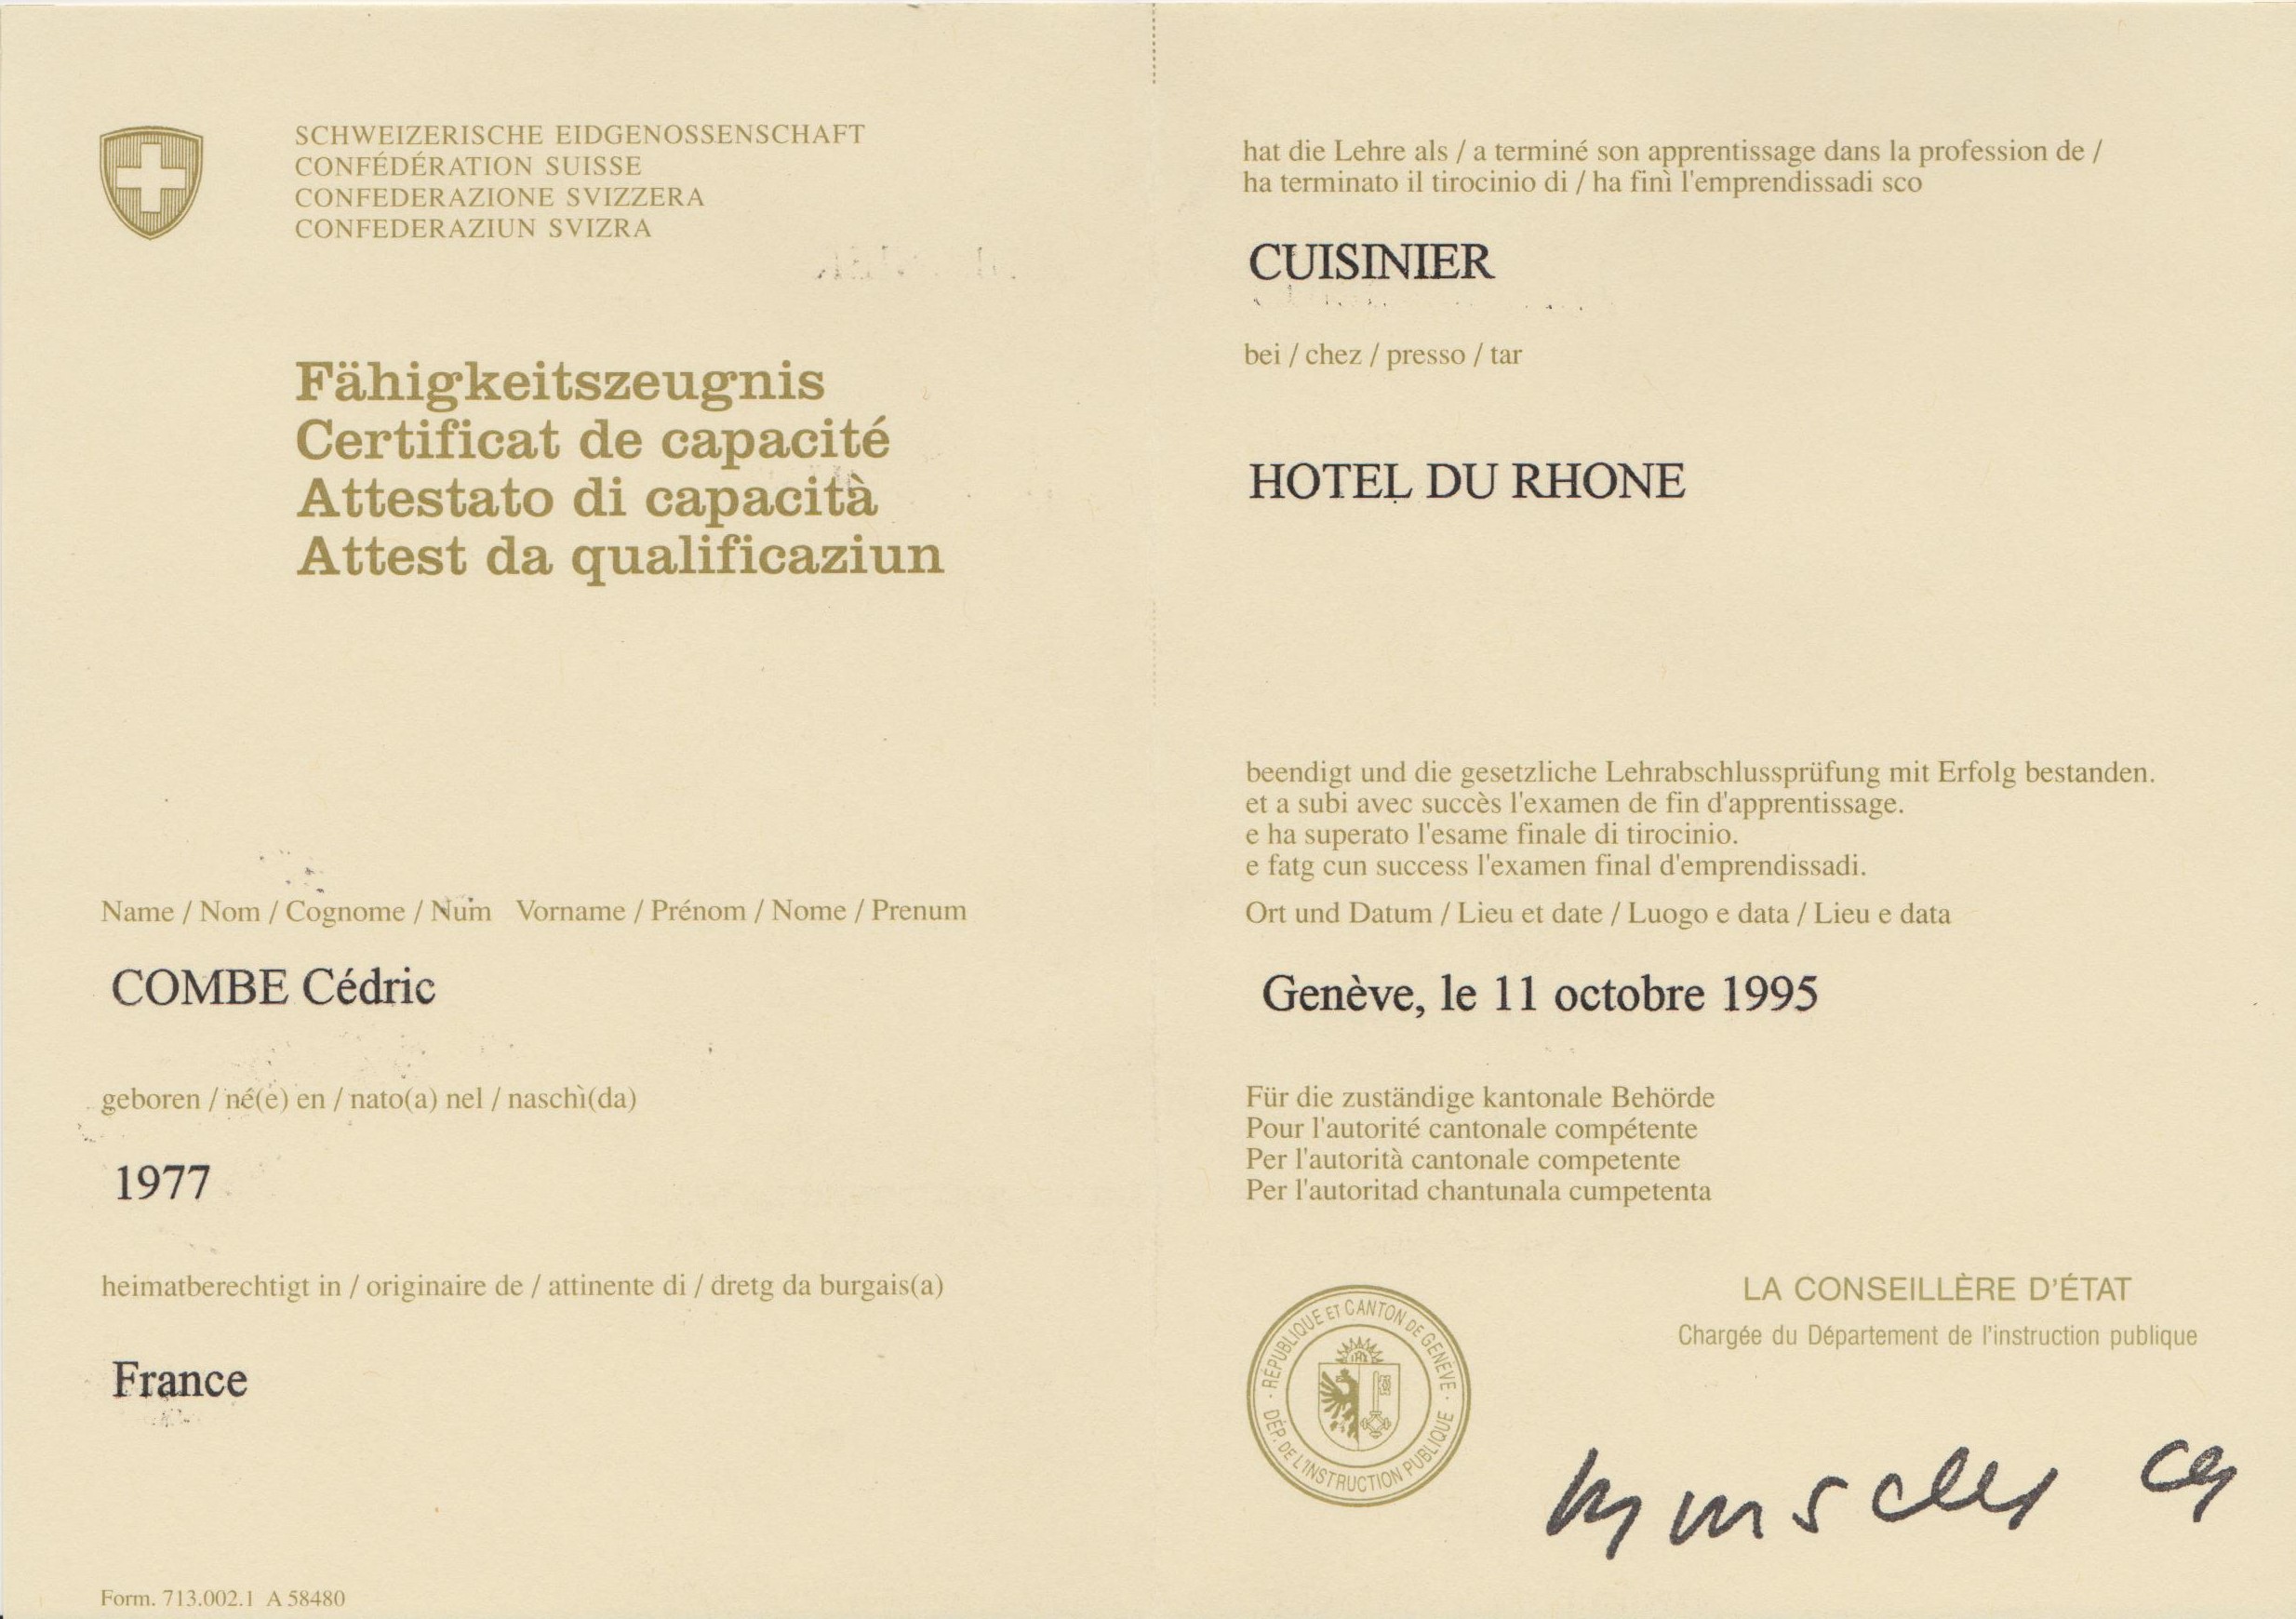 SCHWEIZERISCHE EIDGENOSSENSCHAFT
CONFÉDÉRATION SUISSE
CONFEDERAZIONE SVIZZERA
CONFEDERAZIUN SVIZRA
Fähigkeitszeugnis
Certificat de capacité
Attestato di capacità
Attest da qualificaziun
Name / Nom / Cognome / Num Vorname / Prénom / Nome / Prenum
COMBE Cédric
geboren / né(e) en / nato(a) nel / naschì(da)
1977
heimatberechtigt in / originaire de / attinente di / dretg da burgais(a)
France
Form. 713.002.1 A 58480
hat die Lehre als / a terminé son apprentissage dans la profession de /
ha terminato il tirocinio di / ha finì l'emprendissadi sco
CUISINIER
bei / chez / presso / tar
HOTEL DU RHONE
beendigt und die gesetzliche Lehrabschlussprüfung mit Erfolg bestanden.
et a subi avec succès l'examen de fin d'apprentissage.
e ha superato l'esame finale di tirocinio.
e fatg cun success l'examen final d'emprendissadi.
Ort und Datum / Lieu et date / Luogo e data / Lieu e data
Genève, le 11 octobre 1995
Für die zuständige kantonale Behörde
Pour l'autorité cantonale compétente
Per l'autorità cantonale competente
Per l'autoritad chantunala cumpetenta
LA CONSEILLÈRE D'ÉTAT
Chargée du Département de l'instruction publique
· RÉPUBLIQUE ET CANTON DE GENÈVE ·
DÉP. DE L'INSTRUCTION PUBLIQUE